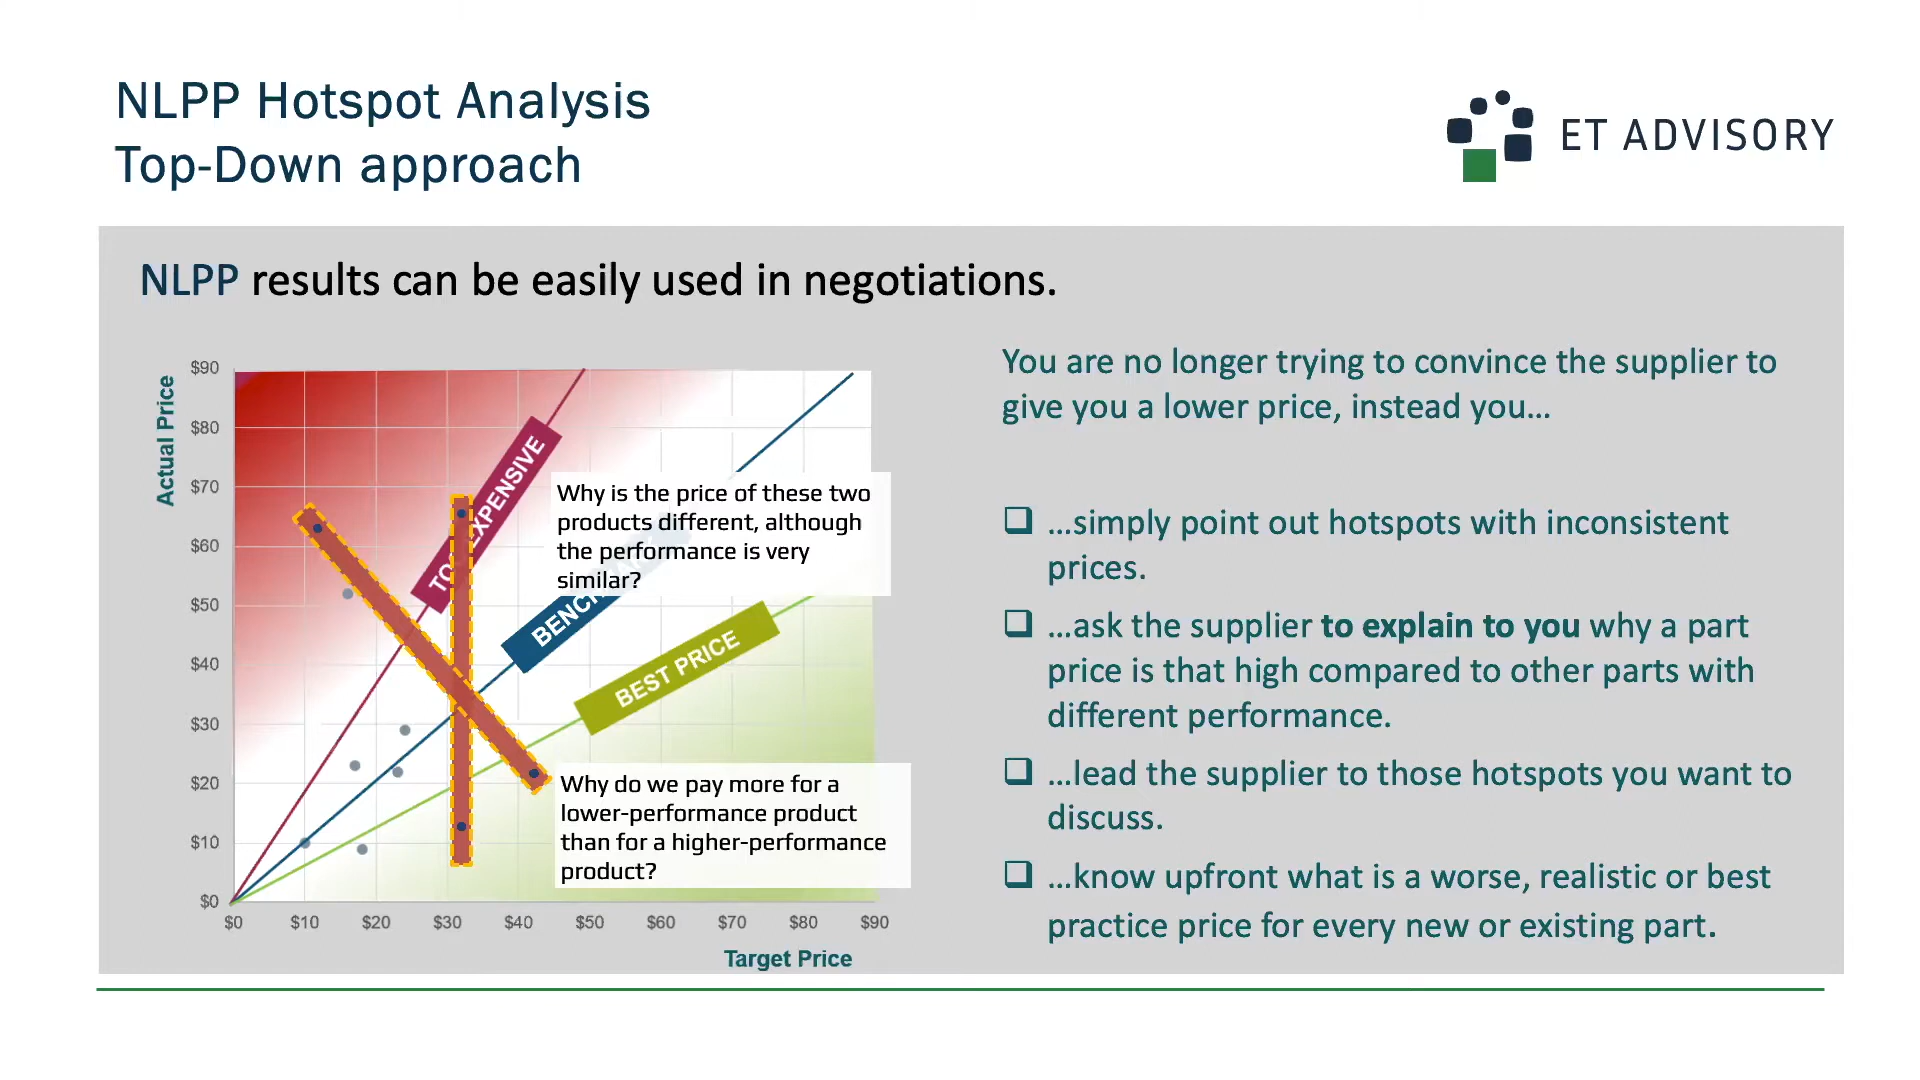 NLPP Hotspot Analysis
Top-Down approach
ET ADVISORY
NLPP results can be easily used in negotiations.
Actual Price
$90
$80
$70
$60
$50
$40
$30
$20
$10
$0
$0 $10 $20 $30 $40 $50 $60 $70 $80 $90
Target Price
EXPENSIVE
BEST PRICE
Why is the price of these two
products different, although
the performance is very
similar?
Why do we pay more for a
lower-performance product
than for a higher-performance
product?
You are no longer trying to convince the supplier to
give you a lower price, instead you...
...simply point out hotspots with inconsistent
prices.
...ask the supplier to explain to you why a part
price is that high compared to other parts with
different performance.
...lead the supplier to those hotspots you want to
discuss.
...know upfront what is a worse, realistic or best
practice price for every new or existing part.